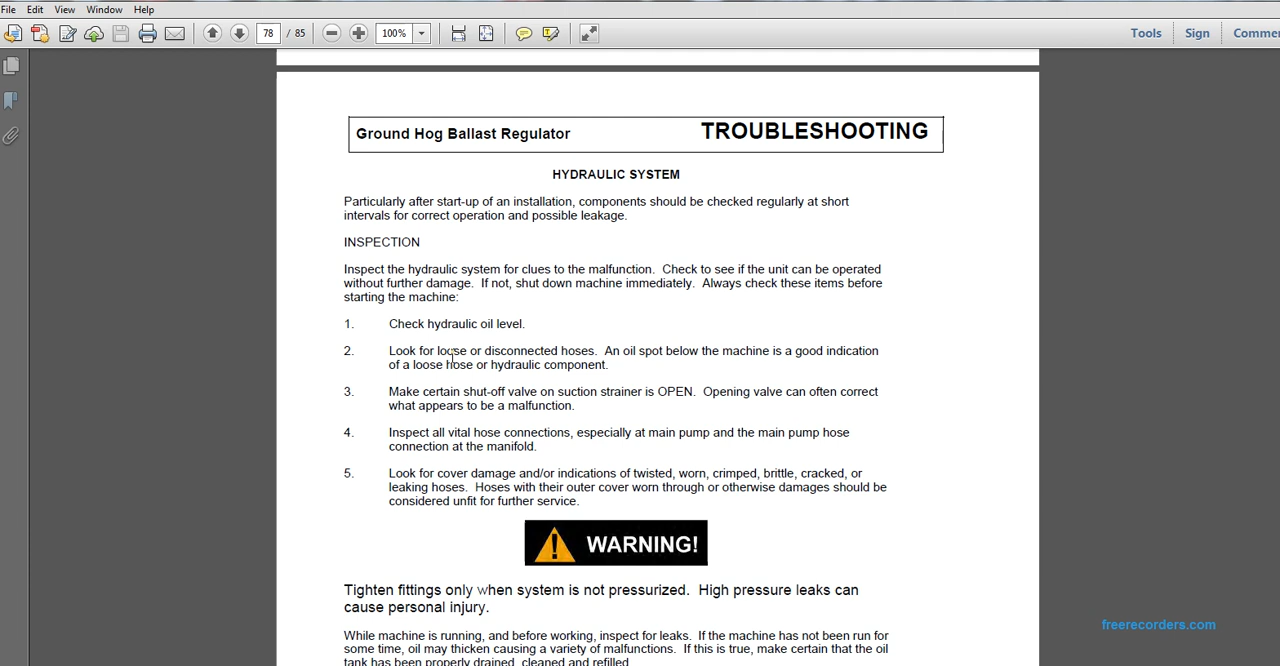 File Edit View Window Help
78 / 85 100% Tools Sign Commen
Ground Hog Ballast Regulator TROUBLESHOOTING
HYDRAULIC SYSTEM
Particularly after start-up of an installation, components should be checked regularly at short
intervals for correct operation and possible leakage.
INSPECTION
Inspect the hydraulic system for clues to the malfunction. Check to see if the unit can be operated
without further damage. If not, shut down machine immediately. Always check these items before
starting the machine:
1. Check hydraulic oil level.
2. Look for loose or disconnected hoses. An oil spot below the machine is a good indication
of a loose hose or hydraulic component.
3. Make certain shut-off valve on suction strainer is OPEN. Opening valve can often correct
what appears to be a malfunction.
4. Inspect all vital hose connections, especially at main pump and the main pump hose
connection at the manifold.
5. Look for cover damage and/or indications of twisted, worn, crimped, brittle, cracked, or
leaking hoses. Hoses with their outer cover worn through or otherwise damages should be
considered unfit for further service.
WARNING!
Tighten fittings only when system is not pressurized. High pressure leaks can
cause personal injury.
freerecorders.com
While machine is running, and before working, inspect for leaks. If the machine has not been run for
some time, oil may thicken causing a variety of malfunctions. If this is true, make certain that the oil
tank has been properly drained, cleaned and refilled.